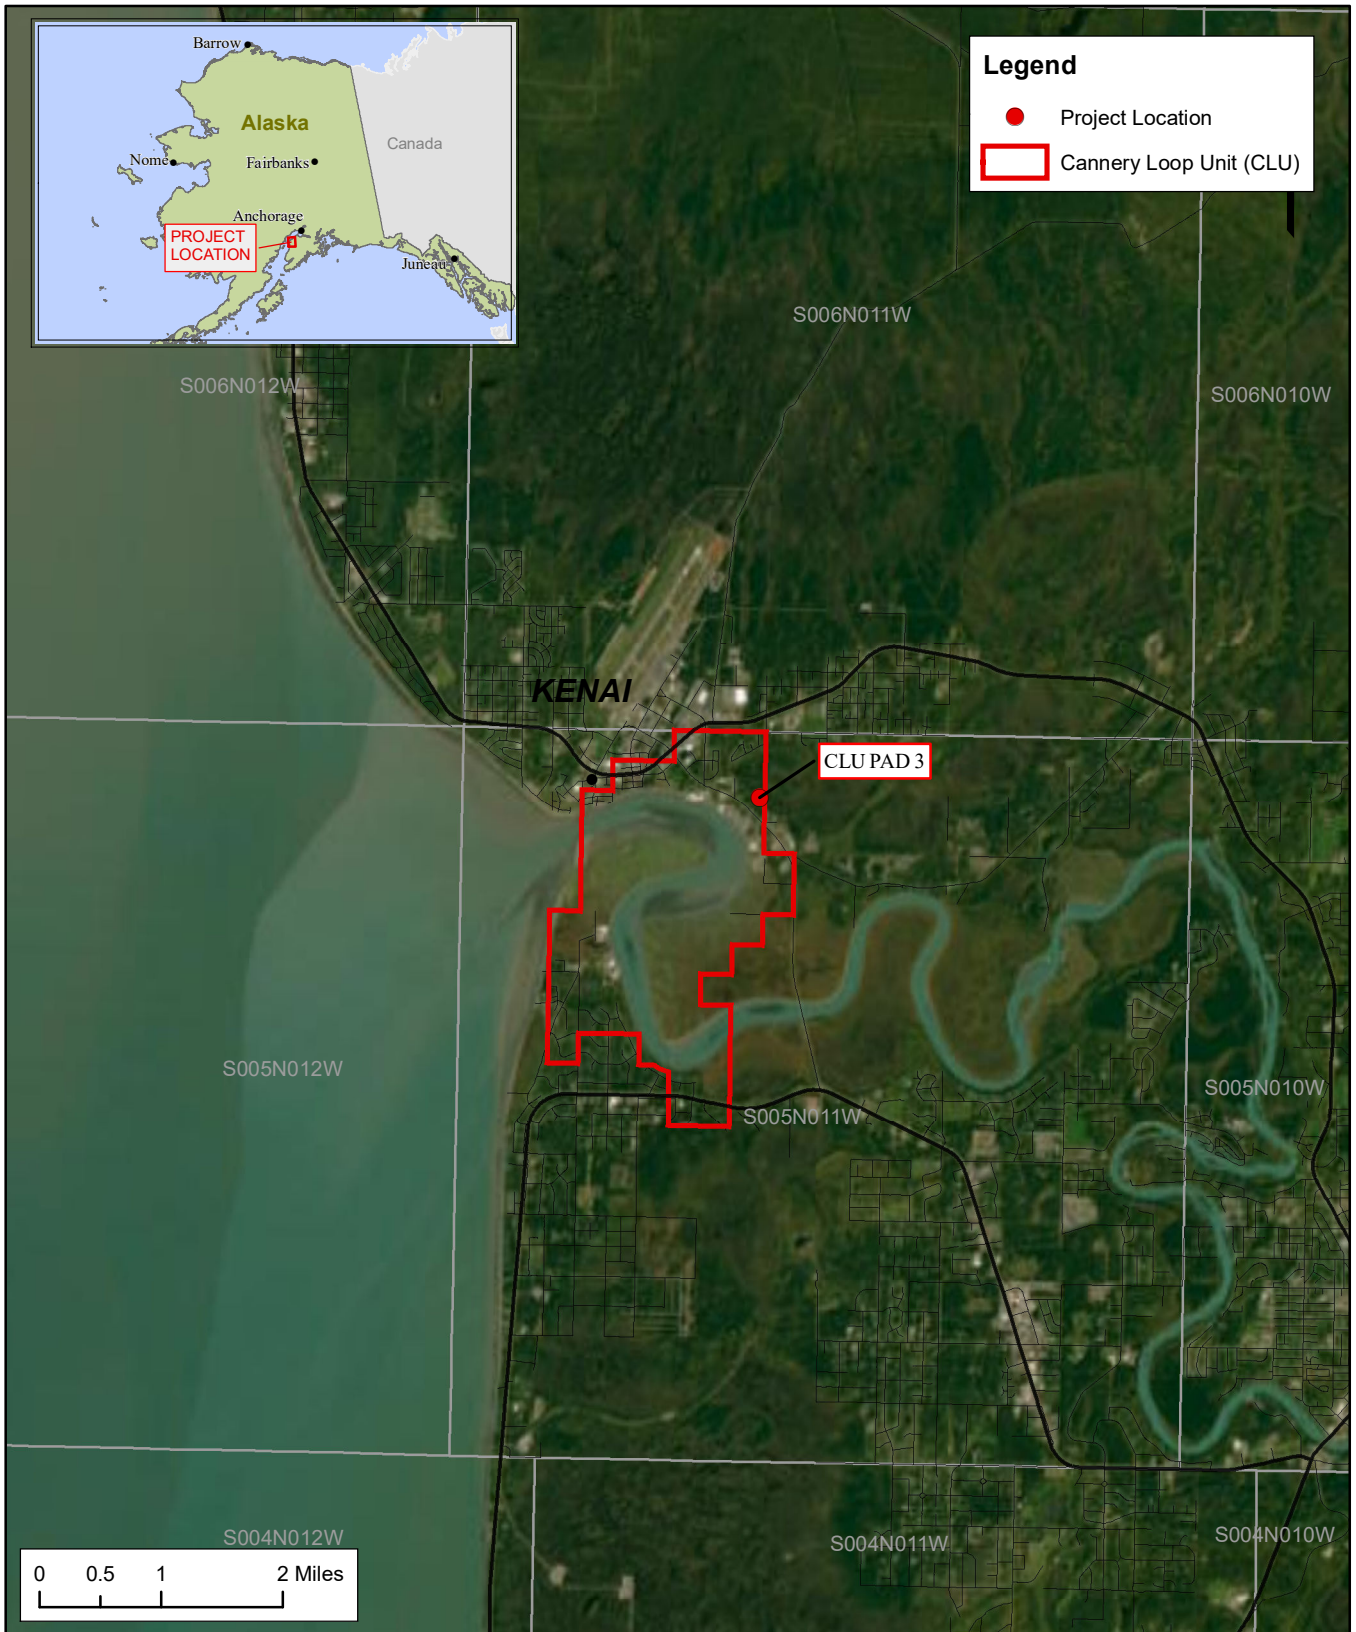 Barrow
Alaska
Canada
Nome
Fairbanks
Anchorage
PROJECT
LOCATION
Juneau
Legend
Project Location
Cannery Loop Unit (CLU)
S006N011W
S006N012W
S006N010W
KENAI
CLU PAD 3
S005N012W
S005N010W
S005N011W
S004N012W
S004N011W
S004N010W
0 0.5 1 2 Miles